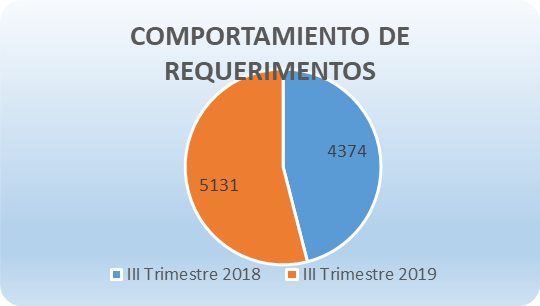 COMPORTAMIENTO DE
REQUERIMENTOS
4374
5131
III Trimestre 2018
III Trimestre 2019